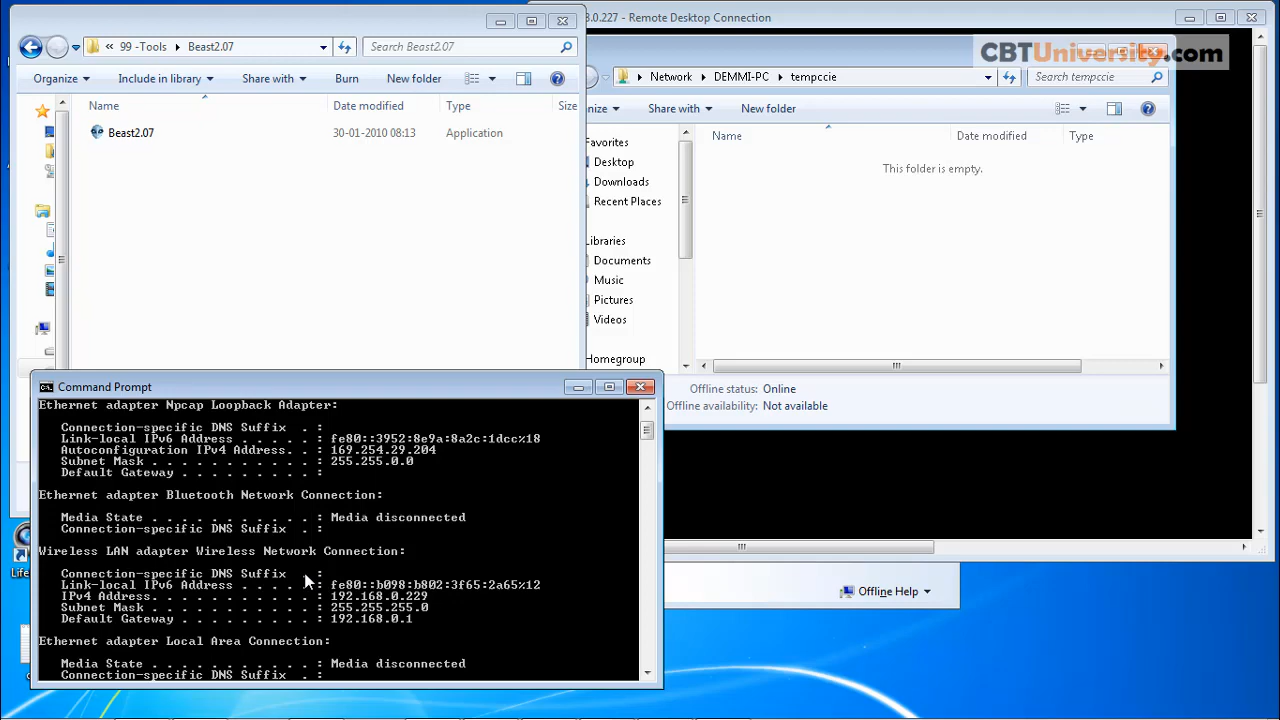 99 -Tools
Beast2.07
Search Beast2.07
Organize
Include in library
Share with
Burn
New folder
Name
Date modified
Type
Size
Beast2.07
30-01-2010 08:13
Application
0.227 - Remote Desktop Connection
CBTUniversity.com
Network
DEMMI-PC
tempccie
Search tempccie
nize
Share with
New folder
Favorites
Desktop
Downloads
Recent Places
Libraries
Documents
Music
Pictures
Videos
Homegroup
Name
Date modified
Type
This folder is empty.
Offline status: Online
Offline availability: Not available
Offline Help
Life
Command Prompt
Ethernet adapter Npcap Loopback Adapter:
Connection-specific DNS Suffix . :
Link-local IPv6 Address . . . . . : fe80::3952:8e9a:8a2c:1dcc%18
Autoconfiguration IPv4 Address. . : 169.254.29.204
Subnet Mask . . . . . . . . . . . : 255.255.0.0
Default Gateway . . . . . . . . . :
Ethernet adapter Bluetooth Network Connection:
Media State . . . . . . . . . . . : Media disconnected
Connection-specific DNS Suffix . :
Wireless LAN adapter Wireless Network Connection:
Connection-specific DNS Suffix . :
Link-local IPv6 Address . . . . . : fe80::b098:b802:3f65:2a65%12
IPv4 Address. . . . . . . . . . . : 192.168.0.229
Subnet Mask . . . . . . . . . . . : 255.255.255.0
Default Gateway . . . . . . . . . : 192.168.0.1
Ethernet adapter Local Area Connection:
Media State . . . . . . . . . . . : Media disconnected
Connection-specific DNS Suffix . :